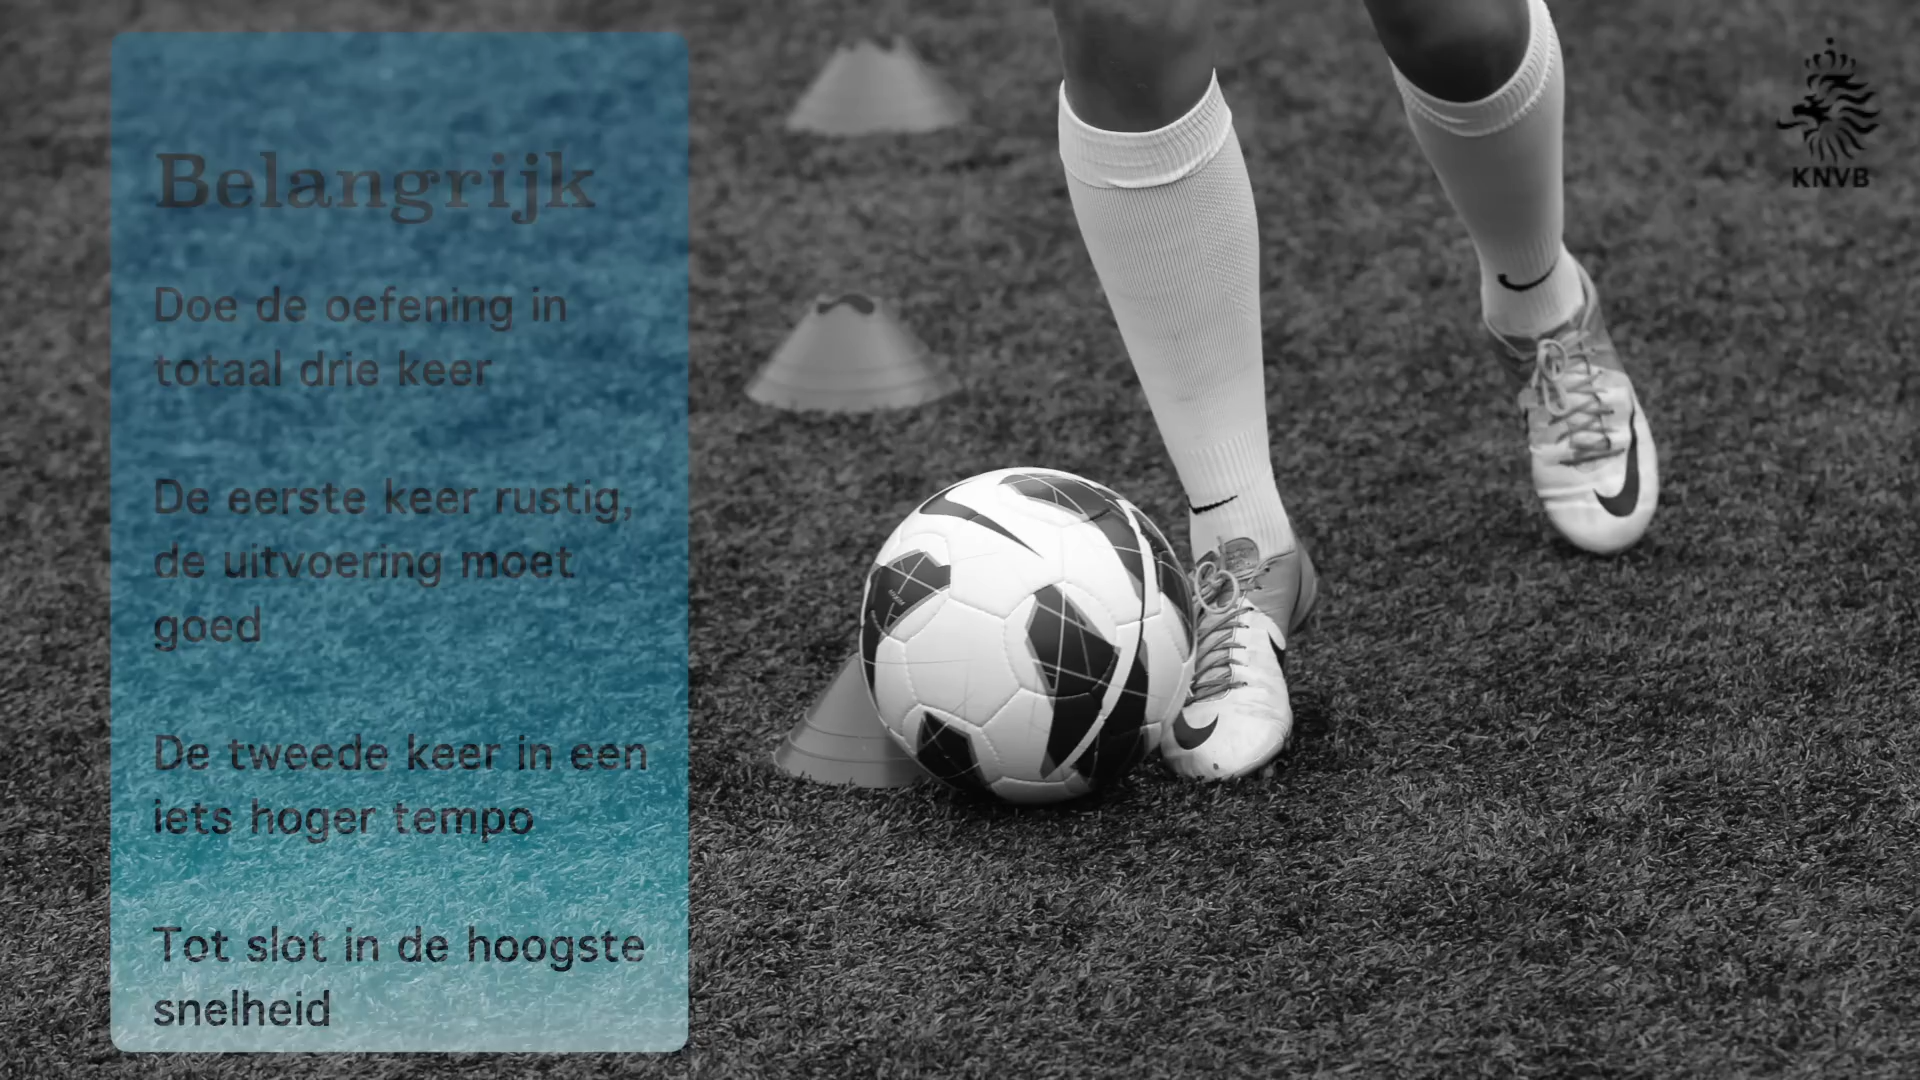 Belangrijk
Doe de oefening in
totaal drie keer
De eerste keer rustig,
de uitvoering moet
goed
De tweede keer in een
iets hoger tempo
Tot slot in de hoogste
snelheid
KNVB